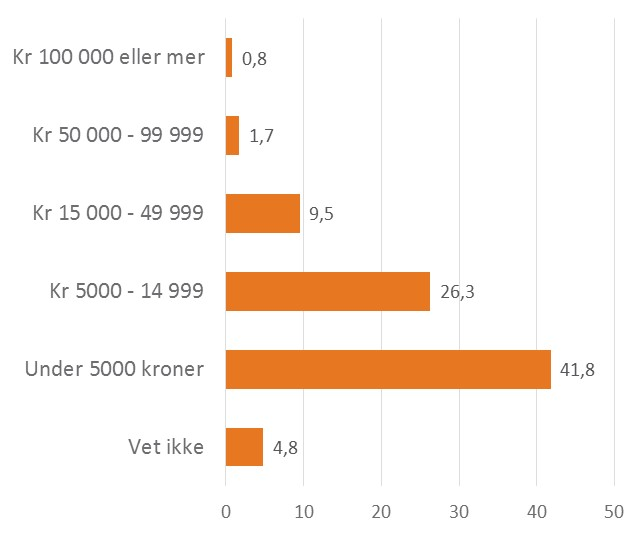 Kr 100 000 eller mer 0,8
Kr 50 000 - 99 999 1,7
Kr 15 000 - 49 999 9,5
Kr 5000 - 14 999 26,3
Under 5000 kroner 41,8
Vet ikke 4,8
0 10 20 30 40 50